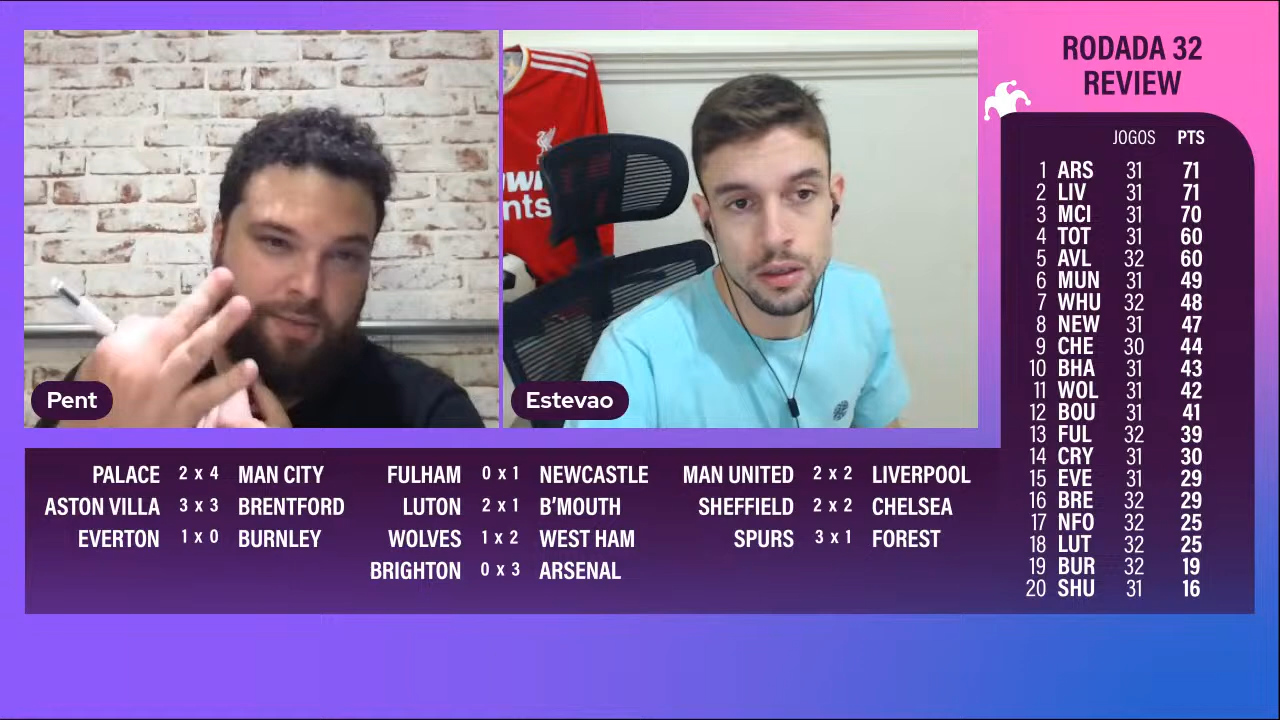 RODADA 32
REVIEW
JOGOS PTS
1 ARS 31 71
2 LIV 31 71
3 MCI 31 70
4 TOT 31 60
5 AVL 32 60
6 MUN 31 49
7 WHU 32 48
8 NEW 31 47
9 CHE 30 44
10 BHA 31 43
11 WOL 31 42
12 BOU 31 41
13 FUL 32 39
14 CRY 31 30
15 EVE 31 29
16 BRE 32 29
17 NFO 32 25
18 LUT 32 25
19 BUR 32 19
20 SHU 31 16
nts
Pent
Estevao
PALACE 2 x 4 MAN CITY
ASTON VILLA 3 x 3 BRENTFORD
EVERTON 1 x 0 BURNLEY
FULHAM 0 x 1 NEWCASTLE
LUTON 2 x 1 B'MOUTH
WOLVES 1 x 2 WEST HAM
BRIGHTON 0 x 3 ARSENAL
MAN UNITED 2 x 2 LIVERPOOL
SHEFFIELD 2 x 2 CHELSEA
SPURS 3 x 1 FOREST